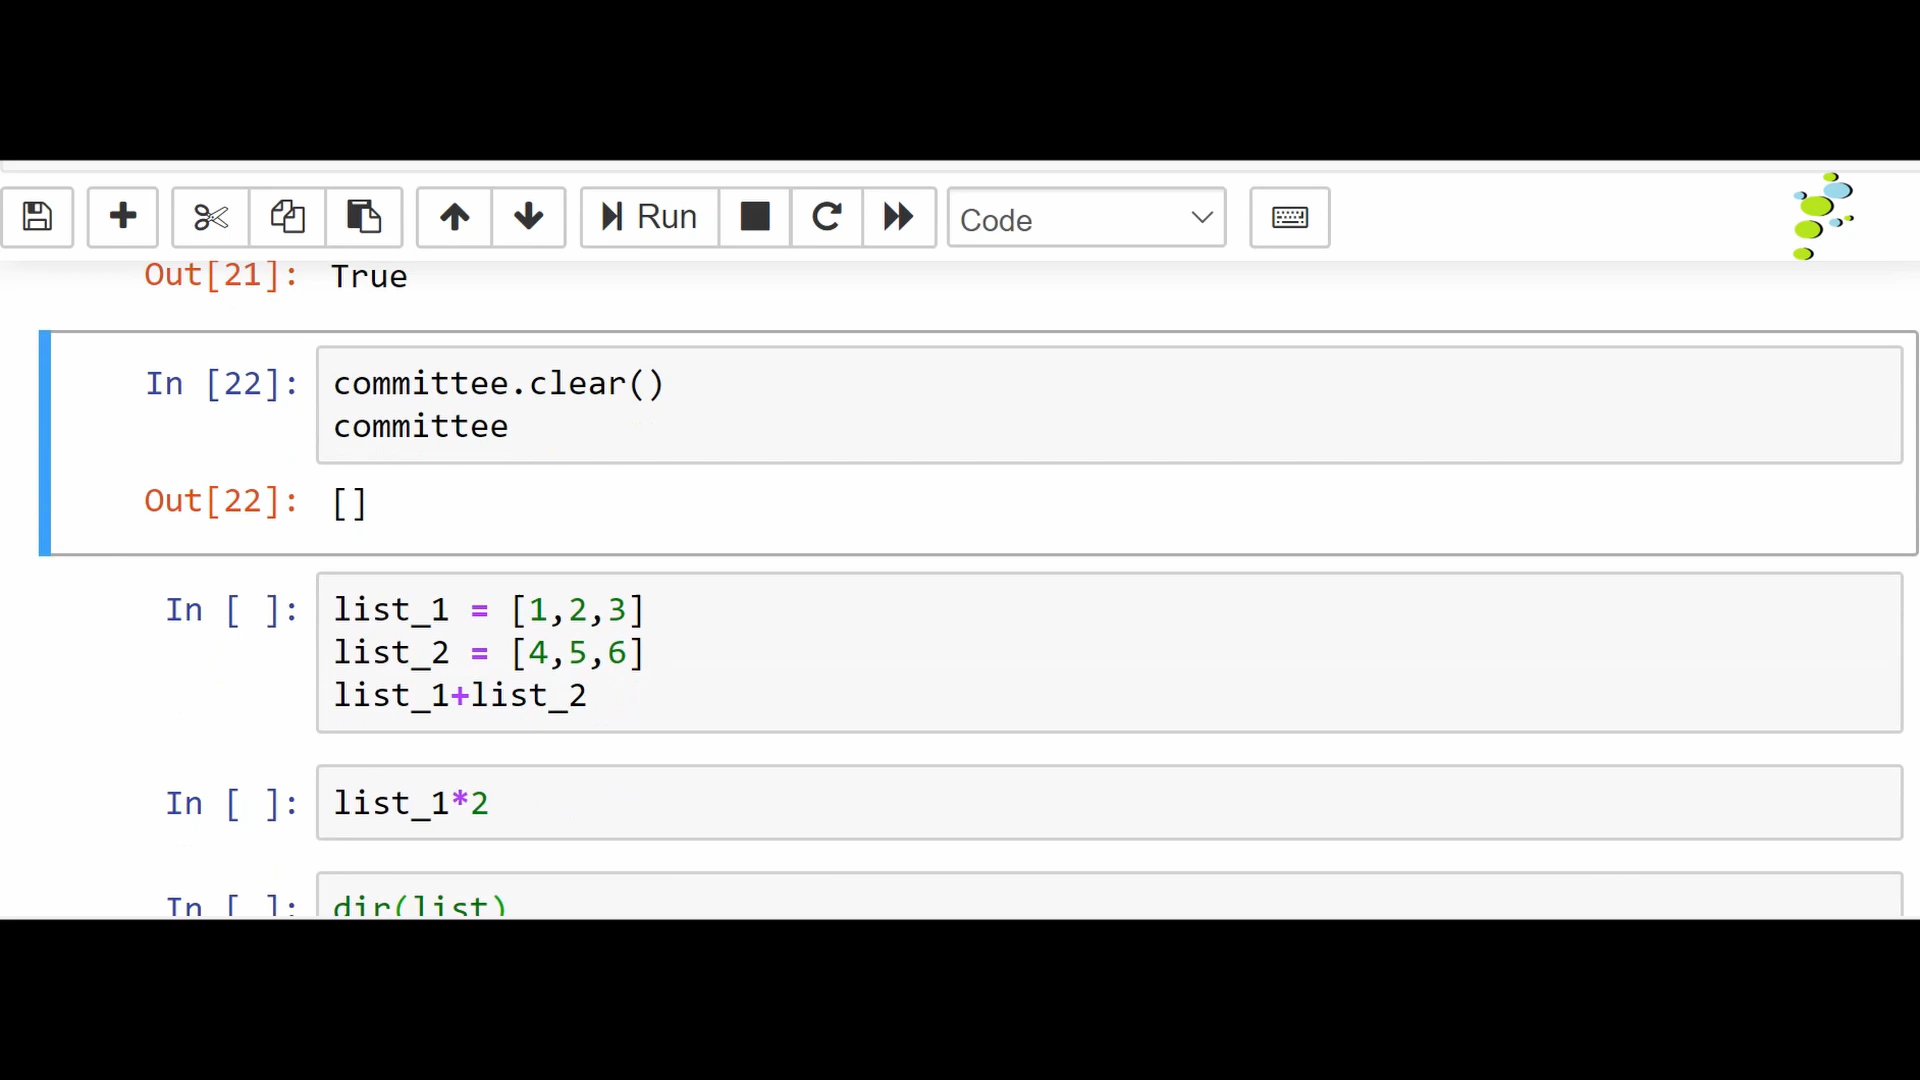 Run
Code
Out[21]: True
In [22]: committee.clear()
committee
Out[22]: []
In [ ]: list_1 = [1,2,3]
list_2 = [4,5,6]
list_1+list_2
In [ ]: list_1*2
In [ ]: dir(list)